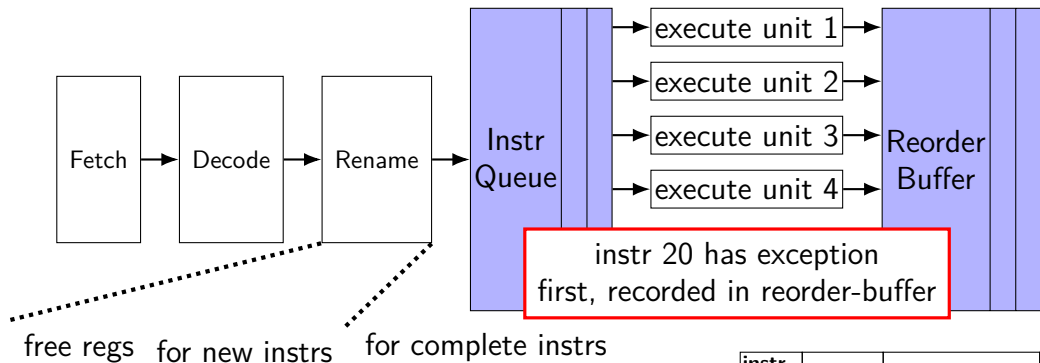 Fetch
Decode
Rename
Instr
Queue
execute unit 1
execute unit 2
execute unit 3
execute unit 4
Reorder
Buffer
instr 20 has exception
first, recorded in reorder-buffer
free regs
for new instrs
for complete instrs
instr